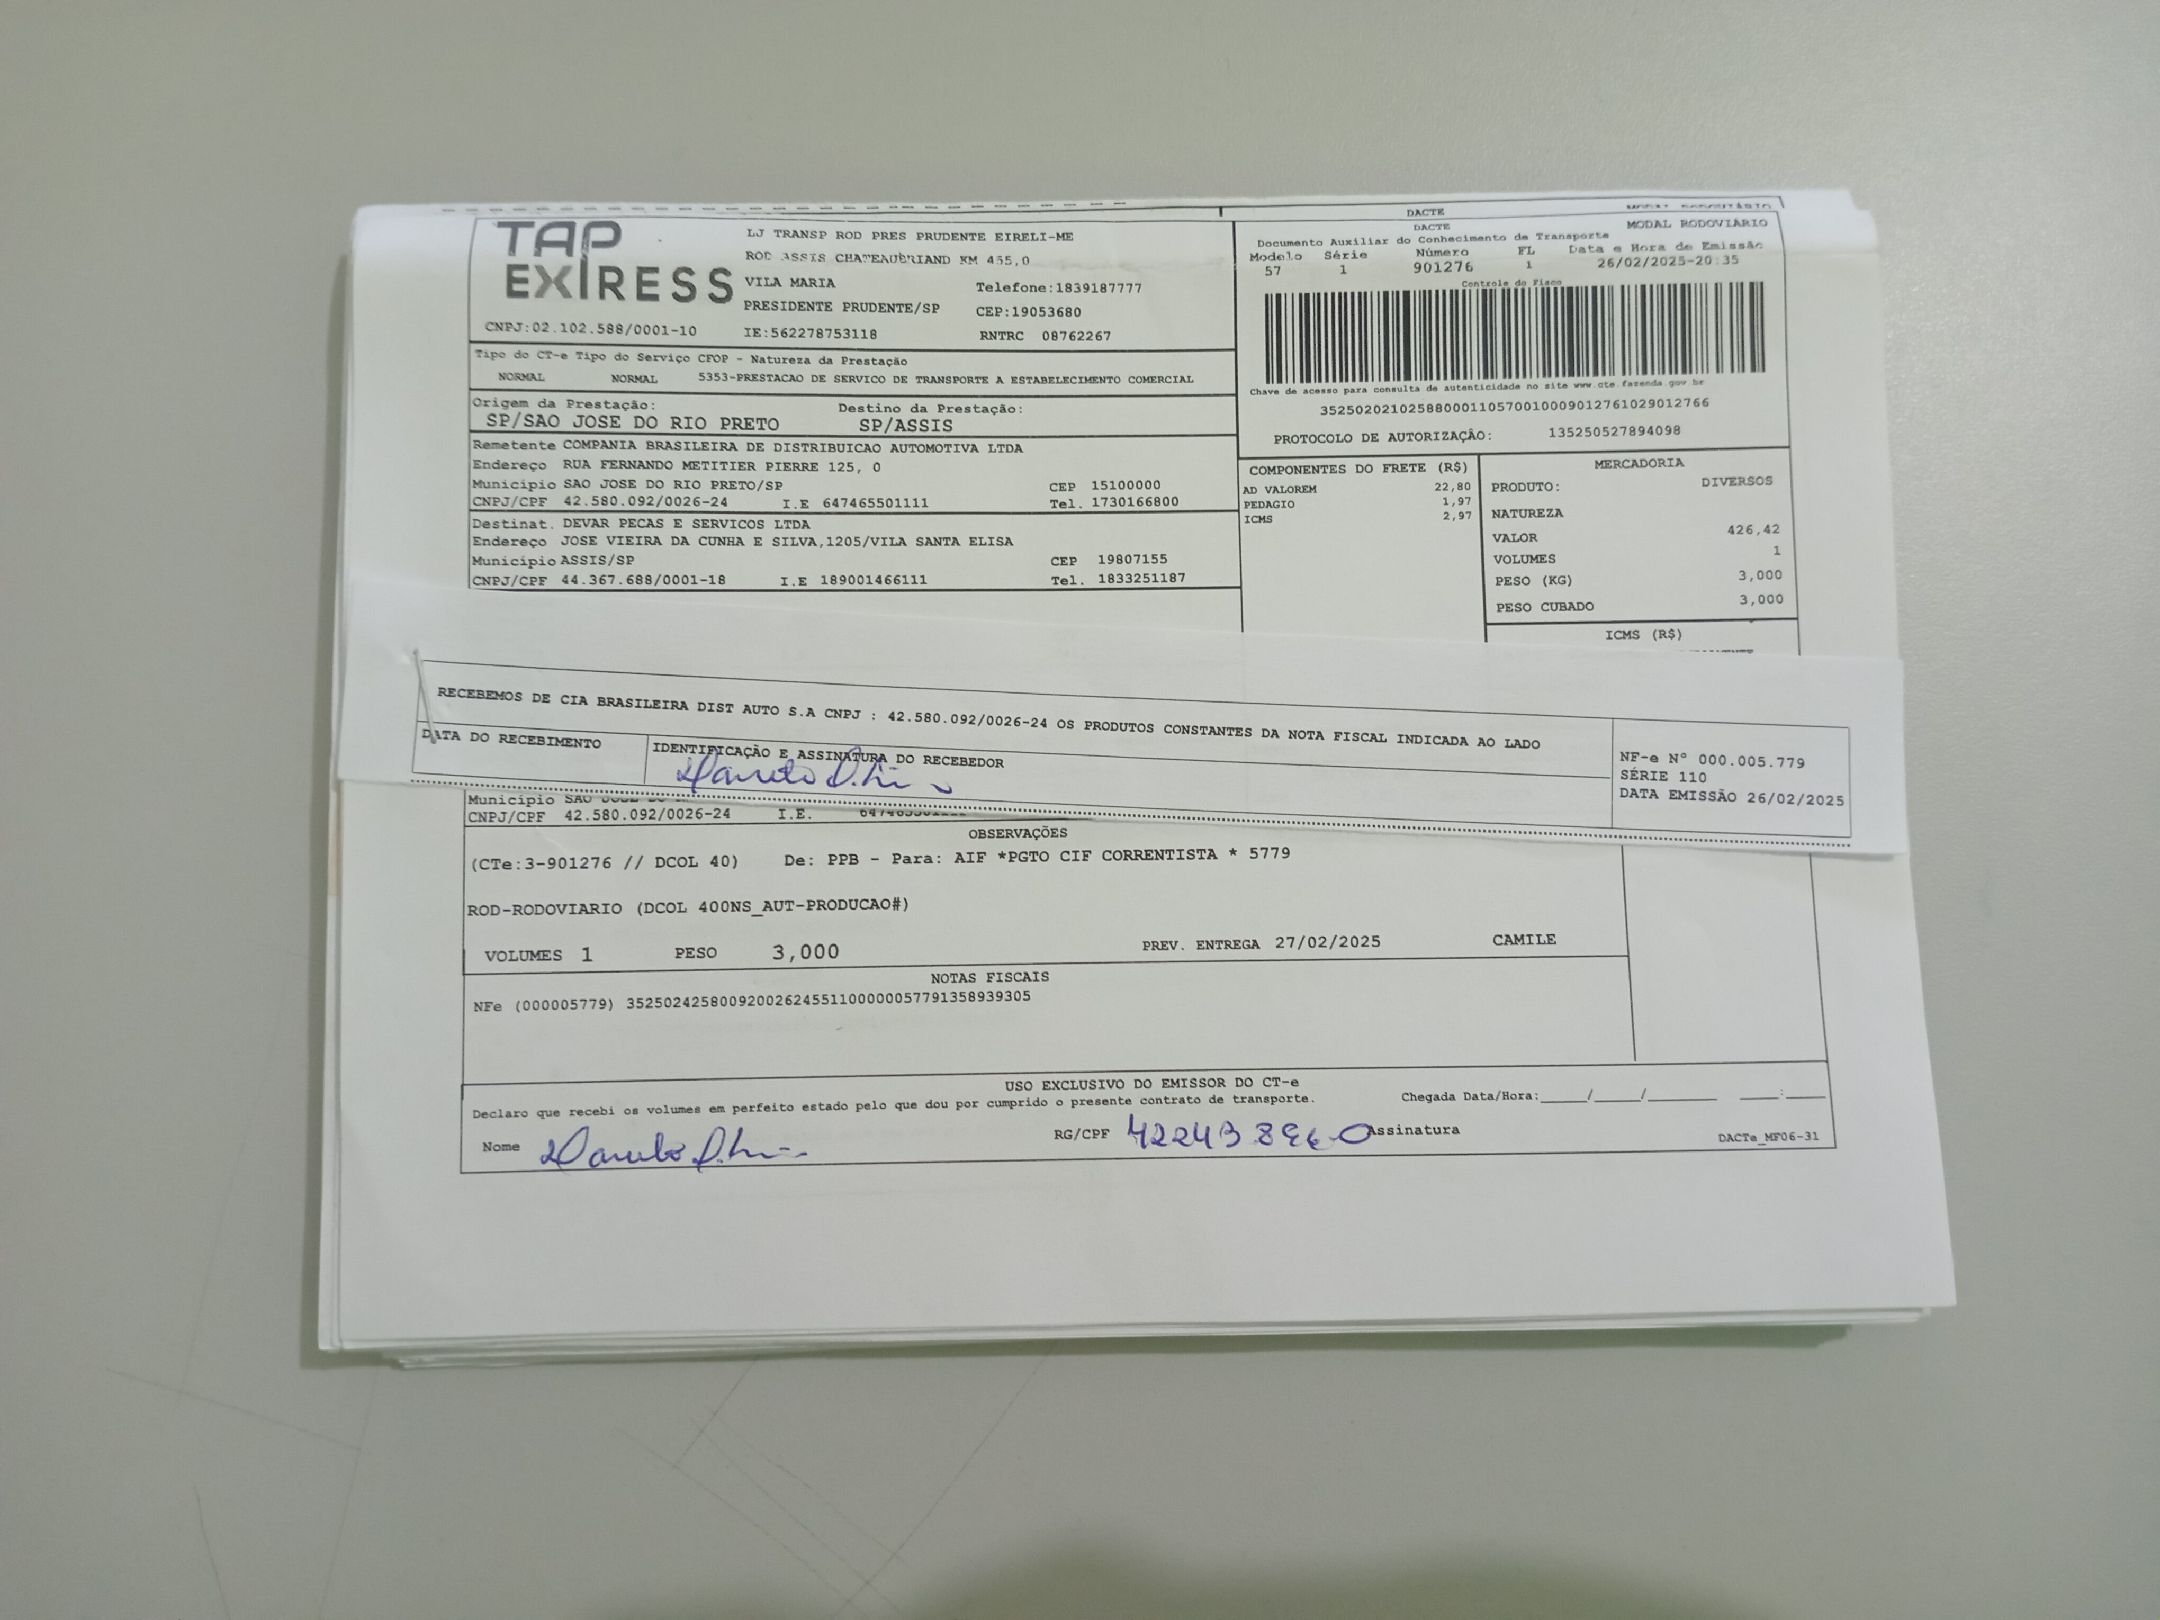 DACTE
TAP
EXPRESS
LJ TRANSP ROD PRES PRUDENTE EIRELI-ME
ROD ASSIS CHATEAUBRIAND KM 455,0
VILA MARIA Telefone:1839187777
PRESIDENTE PRUDENTE/SP CEP:19053680
CNPJ:02.102.588/0001-10 IE:562278753118 RNTRC 08762267
DACTE MODAL RODOVIÁRIO
Documento Auxiliar do Conhecimento de Transporte
Modelo Série Número FL Data e Hora de Emissão
57 1 901276 1 26/02/2025-20:35
Controle do Fisco
Chave de acesso para consulta de autenticidade no site www.cte.fazenda.gov.br
35250202102588000110570010009012761029012766
PROTOCOLO DE AUTORIZAÇÃO: 135250527894098
Tipo do CT-e Tipo do Serviço CFOP - Natureza da Prestação
NORMAL NORMAL 5353-PRESTACAO DE SERVICO DE TRANSPORTE A ESTABELECIMENTO COMERCIAL
Origem da Prestação: Destino da Prestação:
SP/SAO JOSE DO RIO PRETO SP/ASSIS
Remetente COMPANIA BRASILEIRA DE DISTRIBUICAO AUTOMOTIVA LTDA
Endereço RUA FERNANDO METITIER PIERRE 125, 0
Município SAO JOSE DO RIO PRETO/SP CEP 15100000
CNPJ/CPF 42.580.092/0026-24 I.E 647465501111 Tel. 1730166800
Destinat. DEVAR PECAS E SERVICOS LTDA
Endereço JOSE VIEIRA DA CUNHA E SILVA,1205/VILA SANTA ELISA
Município ASSIS/SP CEP 19807155
CNPJ/CPF 44.367.688/0001-18 I.E 189001466111 Tel. 1833251187
COMPONENTES DO FRETE (R$)
AD VALOREM 22,80
PEDAGIO 1,97
ICMS 2,97
MERCADORIA
PRODUTO: DIVERSOS
NATUREZA
VALOR 426,42
VOLUMES 1
PESO (KG) 3,000
PESO CUBADO 3,000
ICMS (R$)
RECEBEMOS DE CIA BRASILEIRA DIST AUTO S.A CNPJ : 42.580.092/0026-24 OS PRODUTOS CONSTANTES DA NOTA FISCAL INDICADA AO LADO
DATA DO RECEBIMENTO IDENTIFICAÇÃO E ASSINATURA DO RECEBEDOR
NF-e Nº 000.005.779
SÉRIE 110
DATA EMISSÃO 26/02/2025
Município SAO JOSE DO
CNPJ/CPF 42.580.092/0026-24 I.E.
OBSERVAÇÕES
(CTe:3-901276 // DCOL 40) De: PPB - Para: AIF *PGTO CIF CORRENTISTA * 5779
ROD-RODOVIARIO (DCOL 400NS_AUT-PRODUCAO#)
VOLUMES 1 PESO 3,000 PREV. ENTREGA 27/02/2025 CAMILE
NOTAS FISCAIS
NFe (000005779) 35250242580092002624551100000057791358939305
USO EXCLUSIVO DO EMISSOR DO CT-e
Declaro que recebi os volumes em perfeito estado pelo que dou por cumprido o presente contrato de transporte. Chegada Data/Hora:_____/_____/________ ____:____
Nome RG/CPF Assinatura DACTe_MF06-31